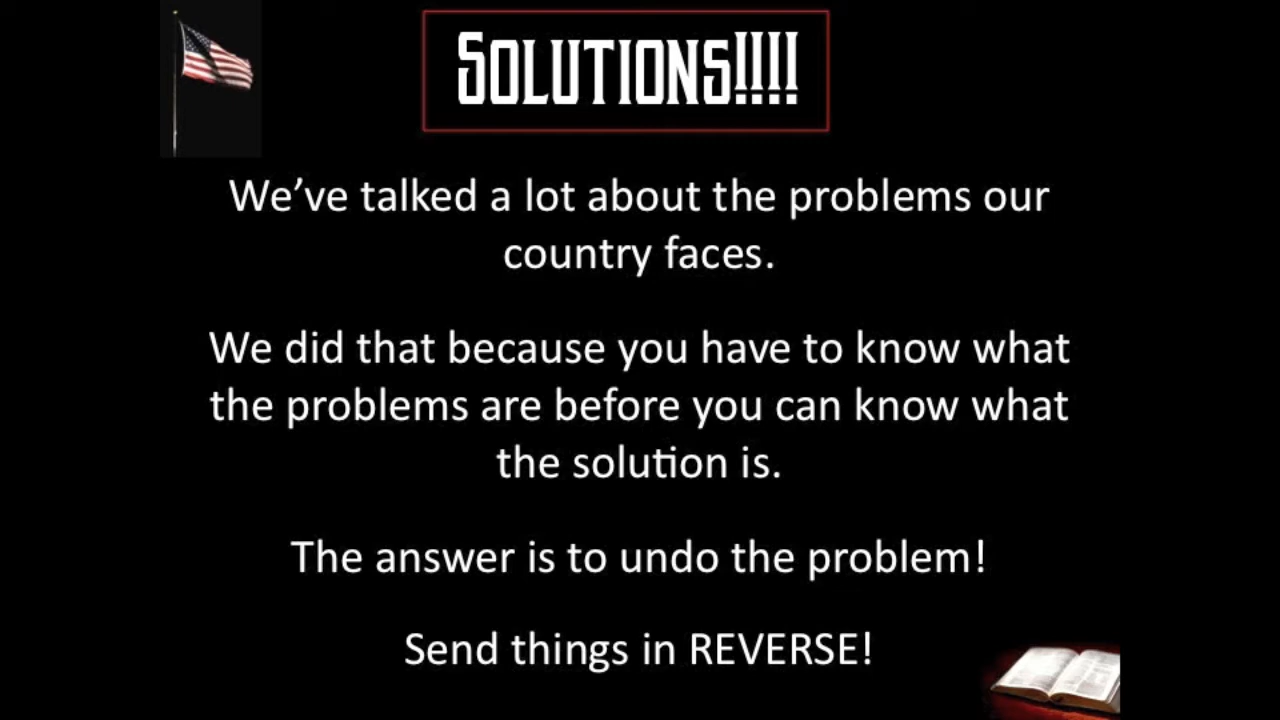 SOLUTIONS!!!!
We’ve talked a lot about the problems our
country faces.
We did that because you have to know what
the problems are before you can know what
the solution is.
The answer is to undo the problem!
Send things in REVERSE!